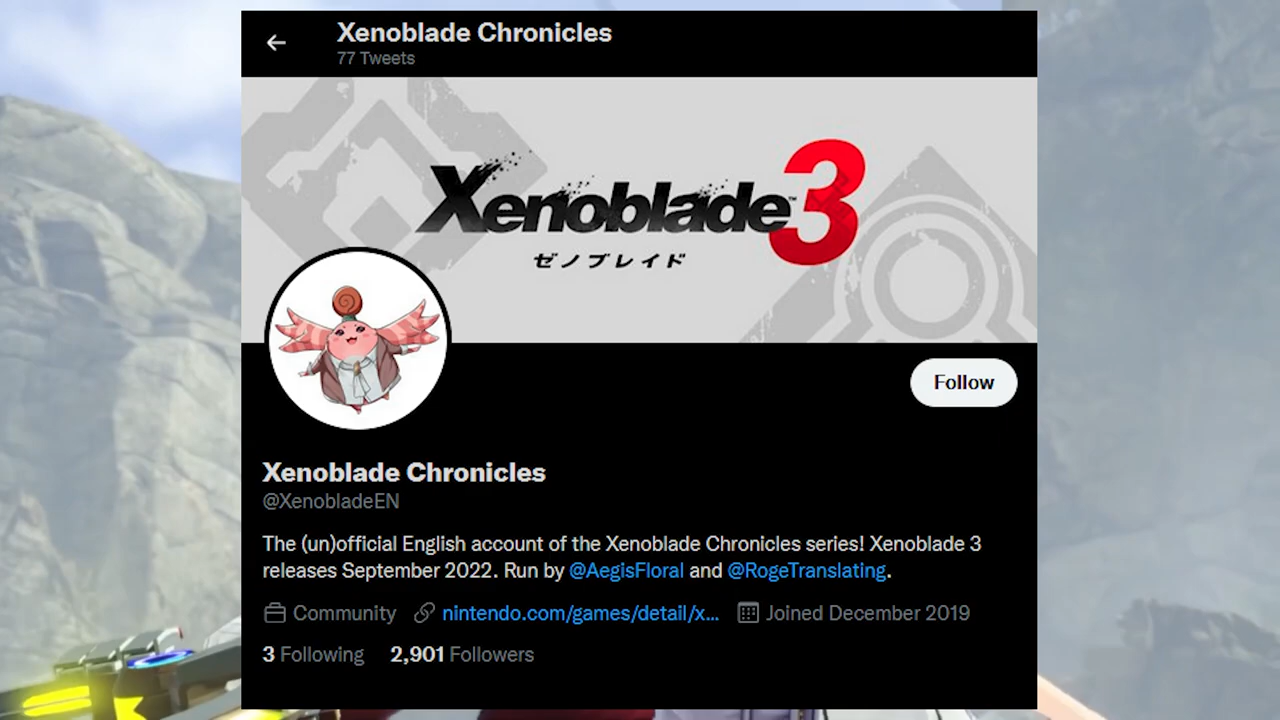 Xenoblade Chronicles
77 Tweets
Xenoblade3
™
ゼノブレイド
Follow
Xenoblade Chronicles
@XenobladeEN
The (un)official English account of the Xenoblade Chronicles series! Xenoblade 3
releases September 2022. Run by @AegisFloral and @RogeTranslating.
Community nintendo.com/games/detail/x... Joined December 2019
3 Following 2,901 Followers